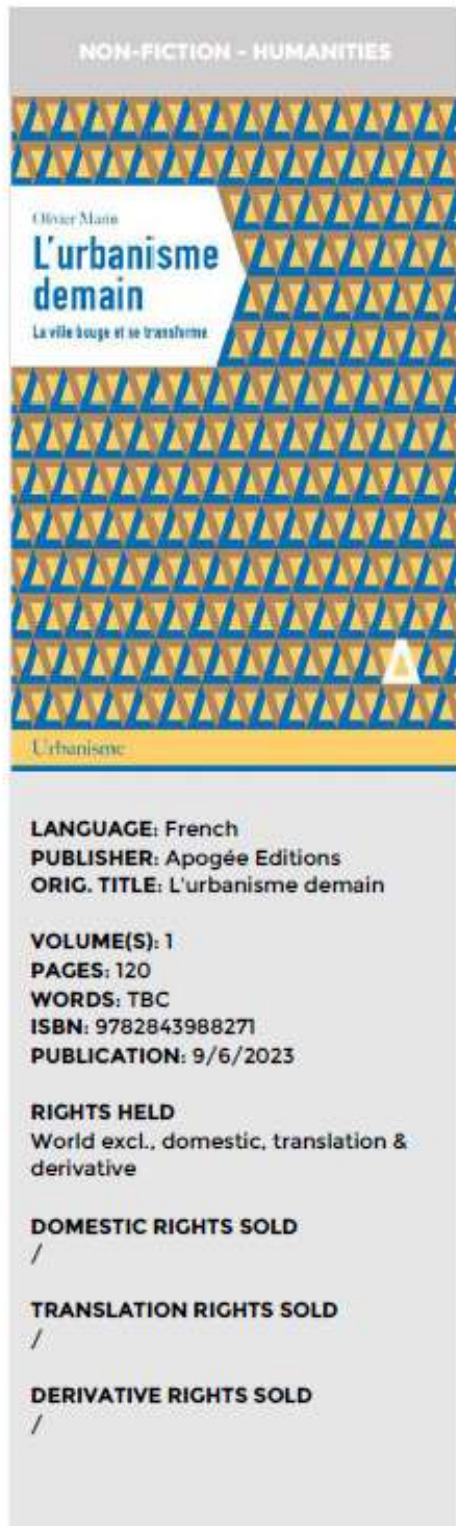 NON-FICTION - HUMANITIES
Olivier Marin
L'urbanisme
demain
La ville bouge et se transforme
Urbanisme
LANGUAGE: French
PUBLISHER: Apogée Editions
ORIG. TITLE: L'urbanisme demain
VOLUME(S): 1
PAGES: 120
WORDS: TBC
ISBN: 9782843988271
PUBLICATION: 9/6/2023
RIGHTS HELD
World excl., domestic, translation &
derivative
DOMESTIC RIGHTS SOLD
/
TRANSLATION RIGHTS SOLD
/
DERIVATIVE RIGHTS SOLD
/